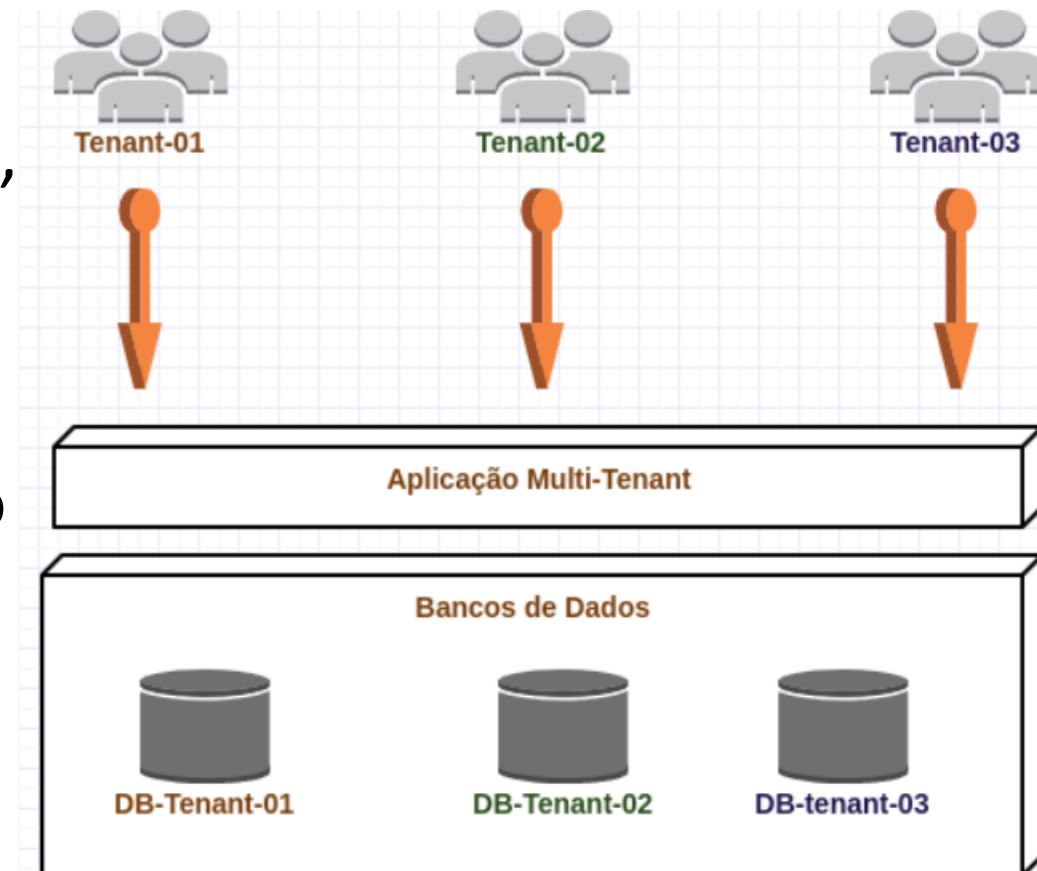 Tenant-01 Tenant-02 Tenant-03
,
Aplicação Multi-Tenant
o
Bancos de Dados
DB-Tenant-01 DB-Tenant-02 DB-tenant-03